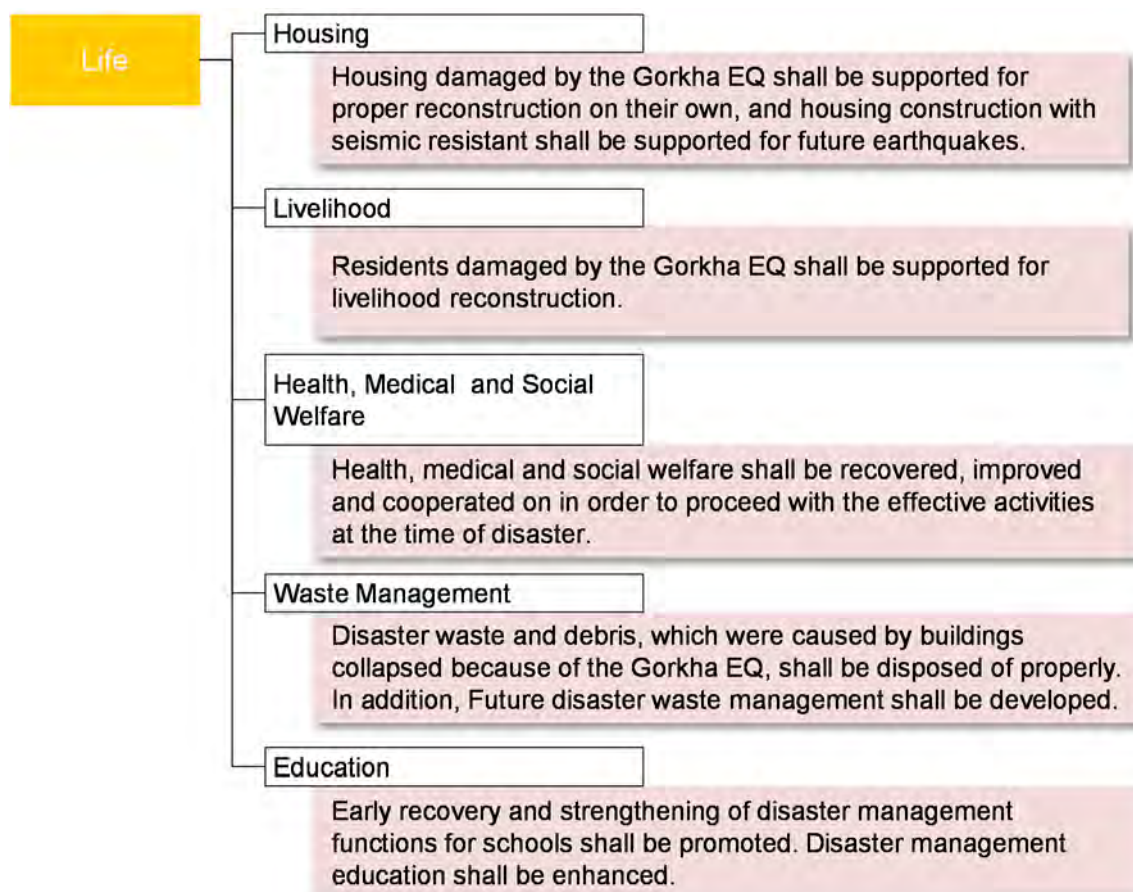 Life
Housing
Housing damaged by the Gorkha EQ shall be supported for
proper reconstruction on their own, and housing construction with
seismic resistant shall be supported for future earthquakes.
Livelihood
Residents damaged by the Gorkha EQ shall be supported for
livelihood reconstruction.
Health, Medical and Social
Welfare
Health, medical and social welfare shall be recovered, improved
and cooperated on in order to proceed with the effective activities
at the time of disaster.
Waste Management
Disaster waste and debris, which were caused by buildings
collapsed because of the Gorkha EQ, shall be disposed of properly.
In addition, Future disaster waste management shall be developed.
Education
Early recovery and strengthening of disaster management
functions for schools shall be promoted. Disaster management
education shall be enhanced.